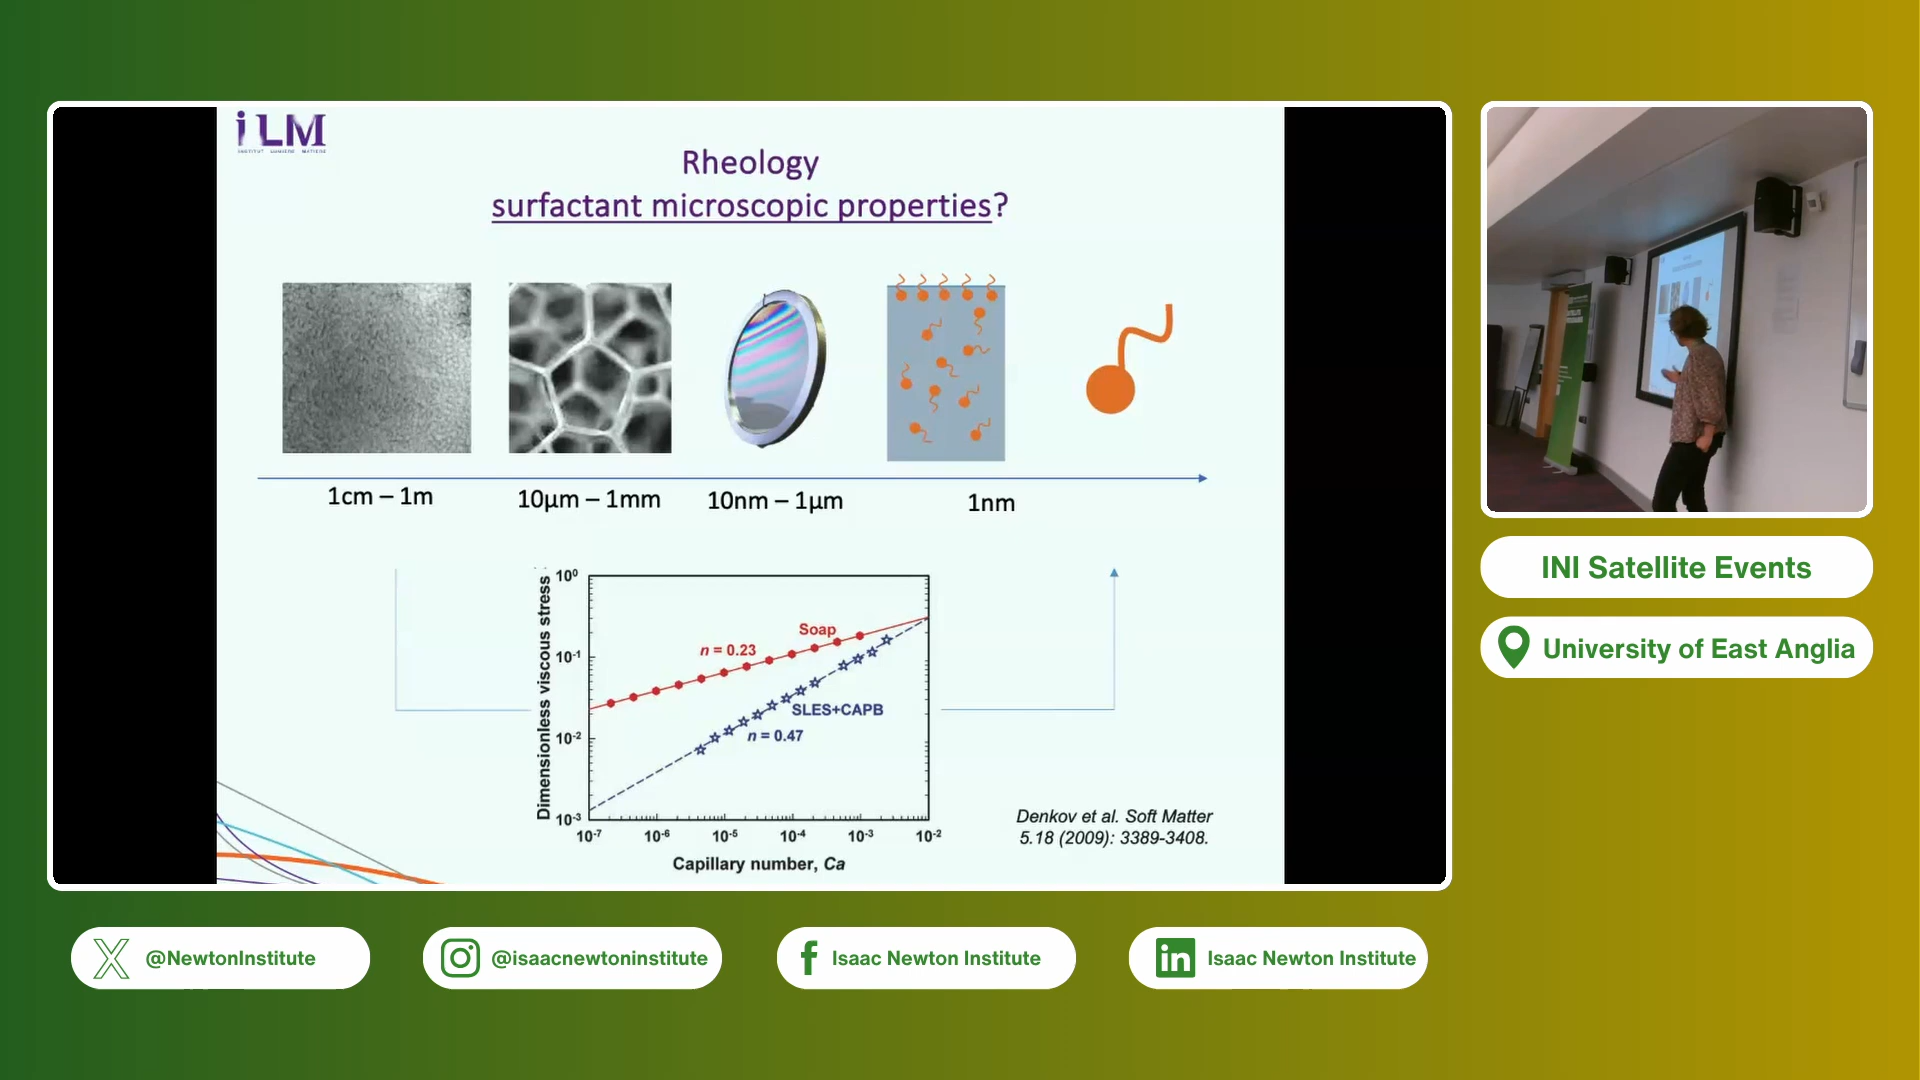 iLM
INSTITUT LUMIÈRE MATIÈRE
Rheology
surfactant microscopic properties?
1cm – 1m
10µm – 1mm
10nm – 1µm
1nm
Dimensionless viscous stress
10⁰
10⁻¹
10⁻²
10⁻³
Soap
n = 0.23
SLES+CAPB
n = 0.47
10⁻⁷
10⁻⁶
10⁻⁵
10⁻⁴
10⁻³
10⁻²
Capillary number, Ca
Denkov et al. Soft Matter
5.18 (2009): 3389-3408.
INI Satellite Events
University of East Anglia
@NewtonInstitute
@isaacnewtoninstitute
Isaac Newton Institute
Isaac Newton Institute